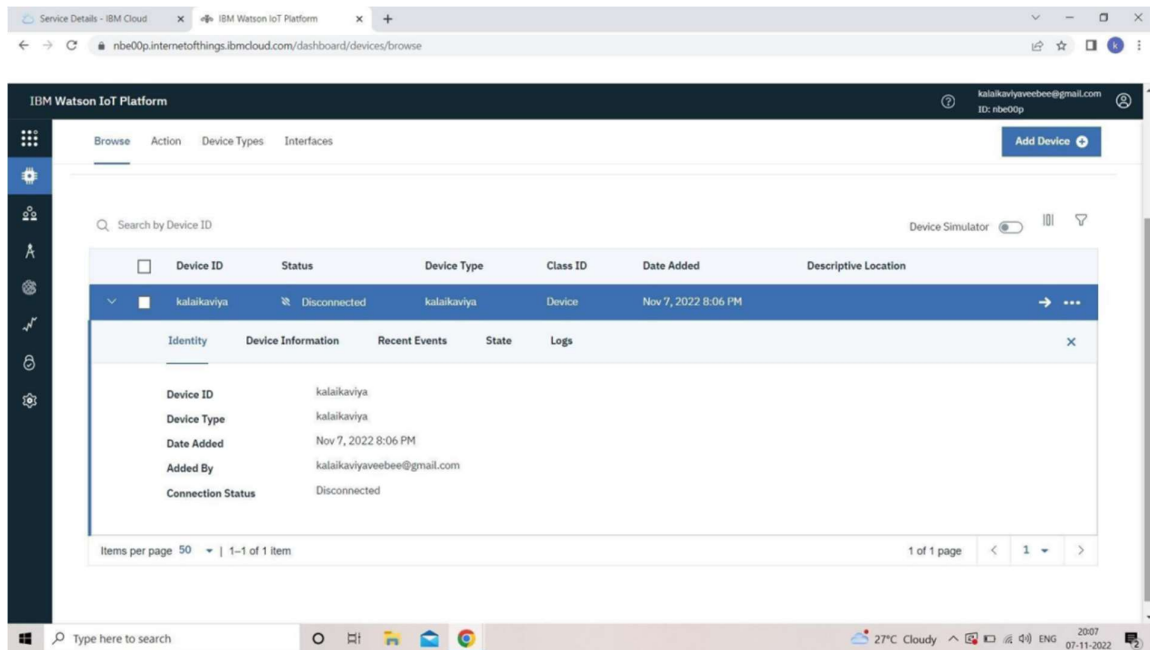 Service Details - IBM Cloud
IBM Watson IoT Platform
nbe00p.internetofthings.ibmcloud.com/dashboard/devices/browse
k
IBM Watson IoT Platform
kalaikaviyaveebee@gmail.com
ID: nbe00p
Browse Action Device Types Interfaces
Add Device
Search by Device ID
Device Simulator
Device ID Status Device Type Class ID Date Added Descriptive Location
kalaikaviya Disconnected kalaikaviya Device Nov 7, 2022 8:06 PM
Identity Device Information Recent Events State Logs
Device ID kalaikaviya
Device Type kalaikaviya
Date Added Nov 7, 2022 8:06 PM
Added By kalaikaviyaveebee@gmail.com
Connection Status Disconnected
Items per page 50 | 1–1 of 1 item
1 of 1 page < 1 >
Type here to search
27°C Cloudy ENG
20:07
07-11-2022
2